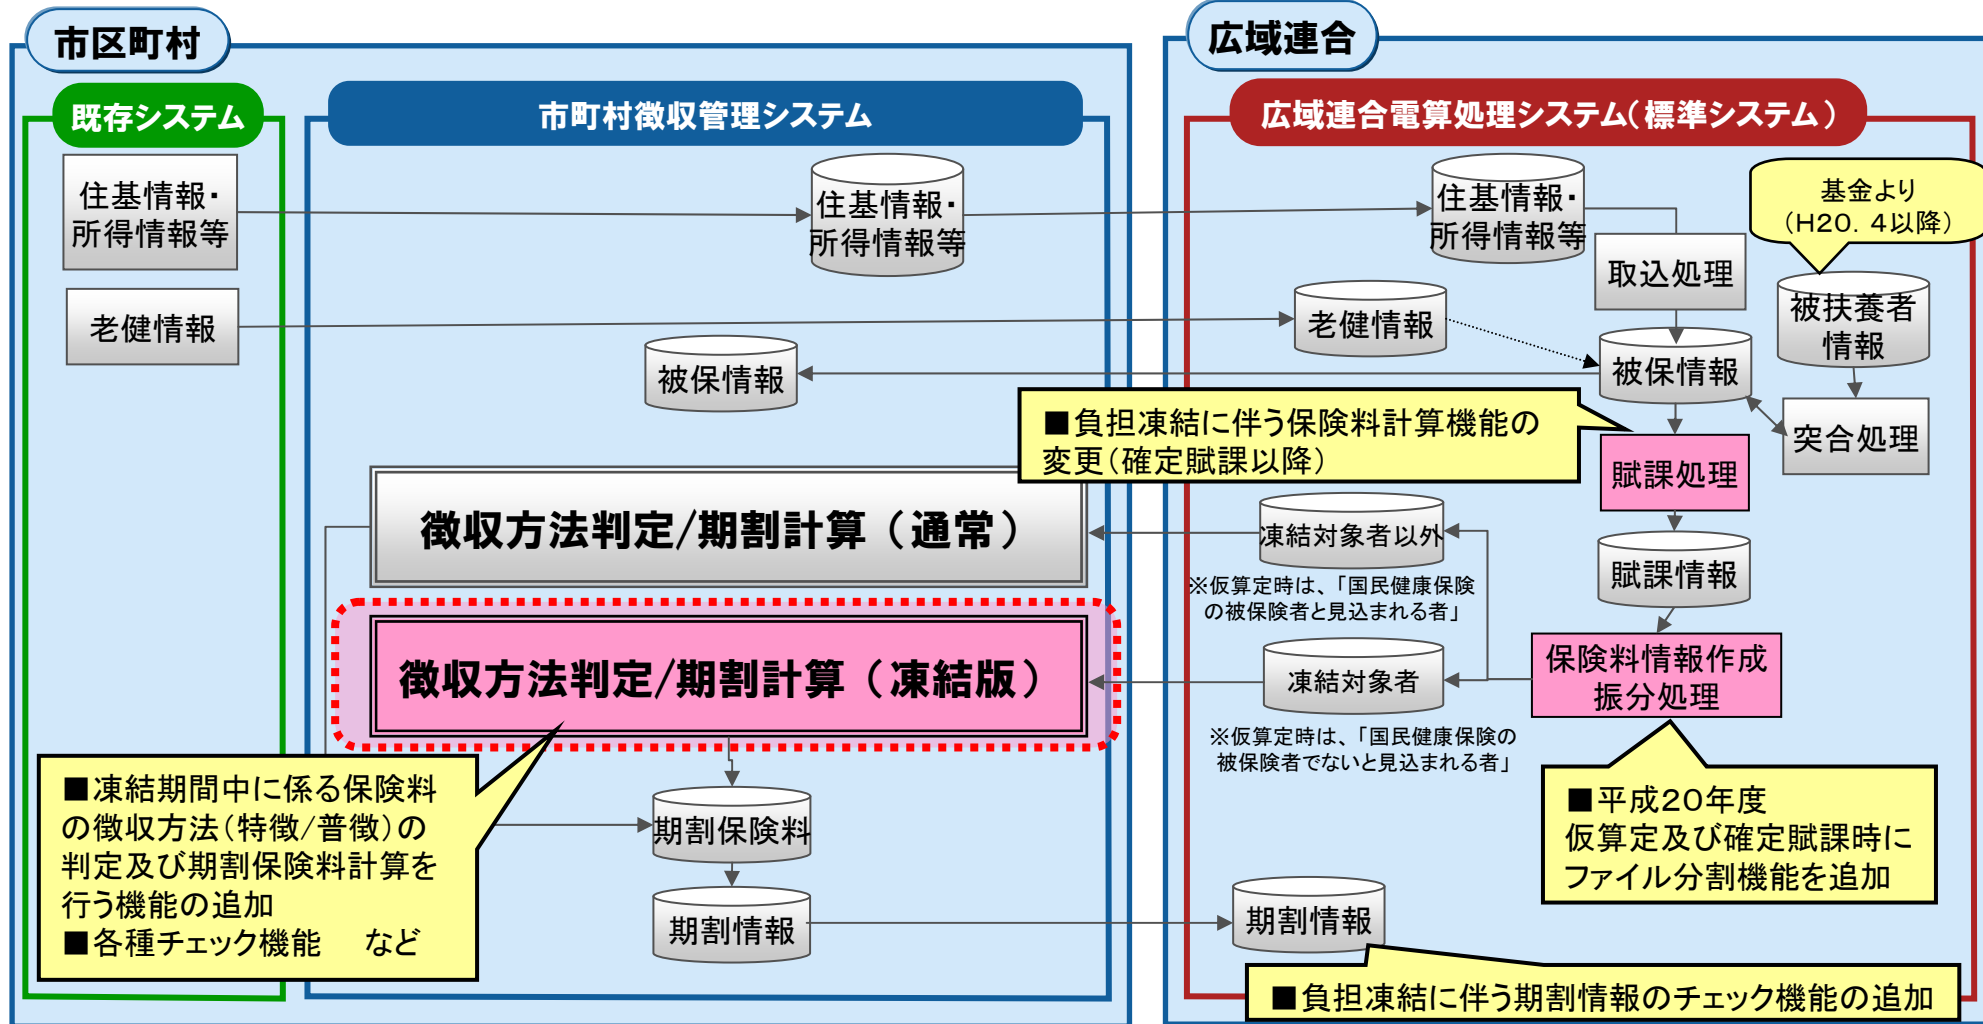 市区町村
広域連合
既存システム
市町村徴収管理システム
広域連合電算処理システム(標準システム)
住基情報・
所得情報等
住基情報・
所得情報等
住基情報・
所得情報等
基金より
(H20．4以降)
取込処理
被扶養者
情報
老健情報
老健情報
被保情報
被保情報
突合処理
■負担凍結に伴う保険料計算機能の
変更(確定賦課以降)
賦課処理
徴収方法判定/期割計算(通常)
凍結対象者以外
※仮算定時は、「国民健康保険
の被保険者と見込まれる者」
賦課情報
徴収方法判定/期割計算(凍結版)
凍結対象者
※仮算定時は、「国民健康保険の
被保険者でないと見込まれる者」
保険料情報作成
振分処理
■凍結期間中に係る保険料
の徴収方法(特徴/普徴)の
判定及び期割保険料計算を
行う機能の追加
■各種チェック機能　など
期割保険料
期割情報
期割情報
■平成20年度
仮算定及び確定賦課時に
ファイル分割機能を追加
■負担凍結に伴う期割情報のチェック機能の追加